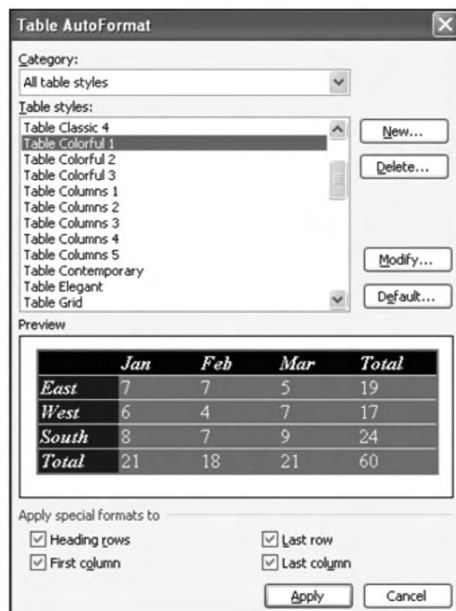 Table AutoFormat
Category:
All table styles
Table styles:
Table Classic 4
Table Colorful 1
Table Colorful 2
Table Colorful 3
Table Columns 1
Table Columns 2
Table Columns 3
Table Columns 4
Table Columns 5
Table Contemporary
Table Elegant
Table Grid
New...
Delete...
Modify...
Default...
Preview
Jan Feb Mar Total
East 7 7 5 19
West 6 4 7 17
South 8 7 9 24
Total 21 18 21 60
Apply special formats to
Heading rows Last row
First column Last column
Apply Cancel